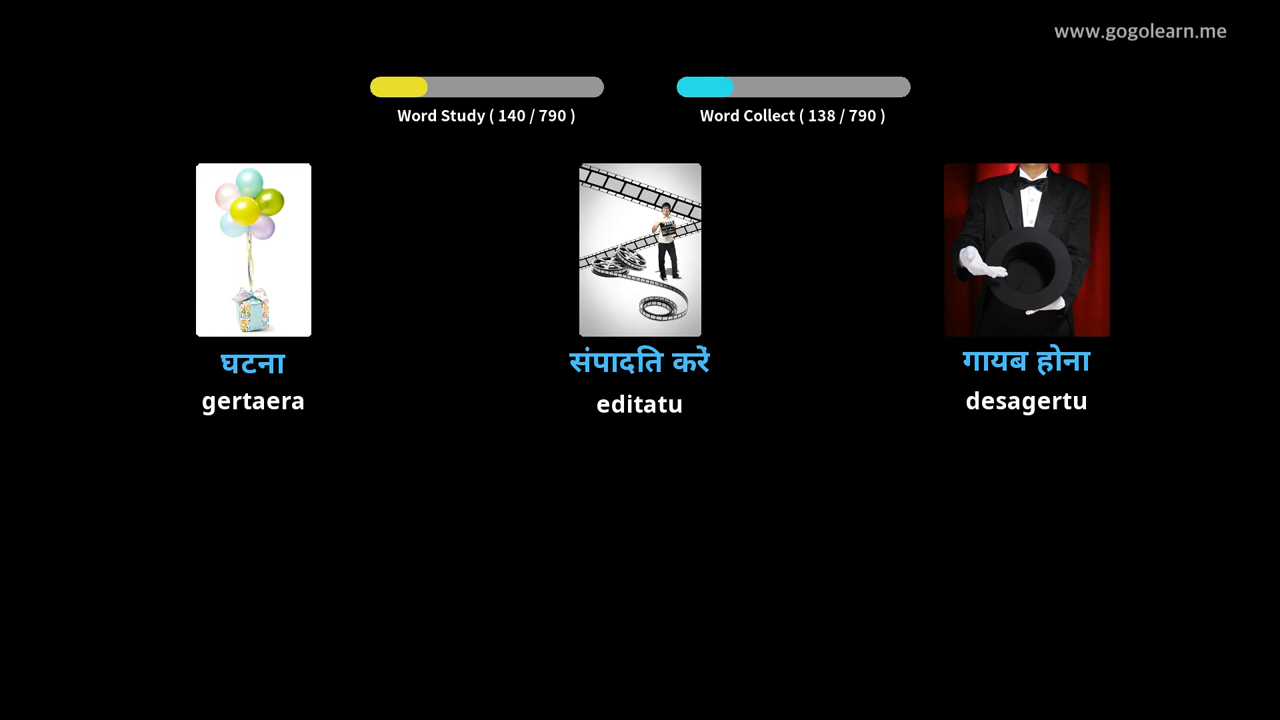 www.gogolearn.me
Word Study ( 140 / 790 )
Word Collect ( 138 / 790 )
घटना
संपादति करें
गायब होना
gertaera
editatu
desagertu